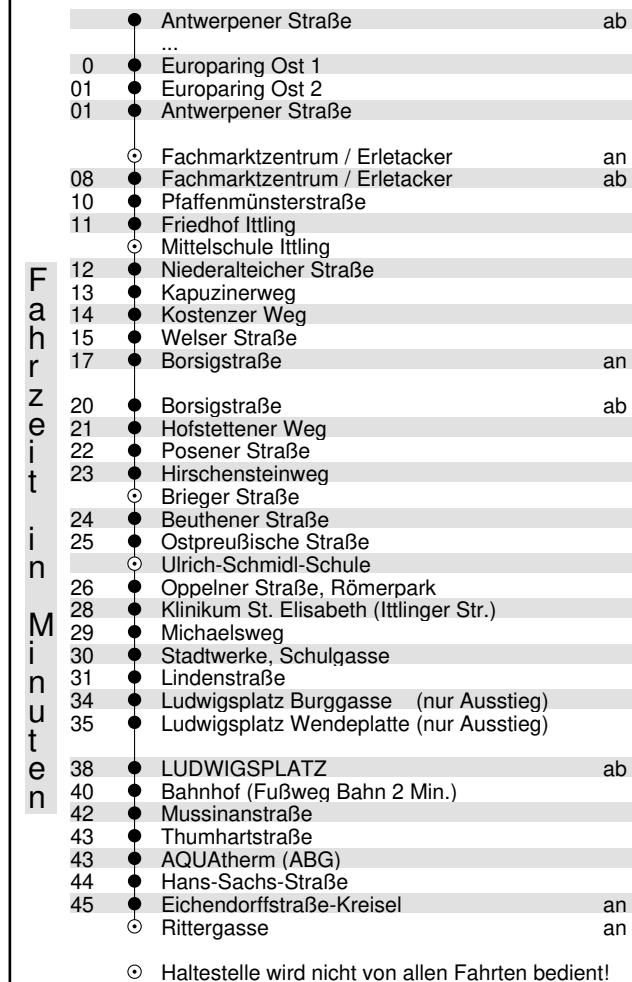 Antwerpener Straße ab
...
0 Europaring Ost 1
01 Europaring Ost 2
01 Antwerpener Straße
Fachmarktzentrum / Erletacker an
08 Fachmarktzentrum / Erletacker ab
10 Pfaffenmünsterstraße
11 Friedhof Ittling
Mittelschule Ittling
12 Niederalteicher Straße
13 Kapuzinerweg
14 Kostenzer Weg
15 Welser Straße
17 Borsigstraße an
20 Borsigstraße ab
21 Hofstettener Weg
22 Posener Straße
23 Hirschensteinweg
Brieger Straße
24 Beuthener Straße
25 Ostpreußische Straße
Ulrich-Schmidl-Schule
26 Oppelner Straße, Römerpark
28 Klinikum St. Elisabeth (Ittlinger Str.)
29 Michaelsweg
30 Stadtwerke, Schulgasse
31 Lindenstraße
34 Ludwigsplatz Burggasse (nur Ausstieg)
35 Ludwigsplatz Wendeplatte (nur Ausstieg)
38 LUDWIGSPLATZ ab
40 Bahnhof (Fußweg Bahn 2 Min.)
42 Mussinanstraße
43 Thumhartstraße
43 AQUAtherm (ABG)
44 Hans-Sachs-Straße
45 Eichendorffstraße-Kreisel an
Rittergasse an
Haltestelle wird nicht von allen Fahrten bedient!
Fahrzeit in Minuten